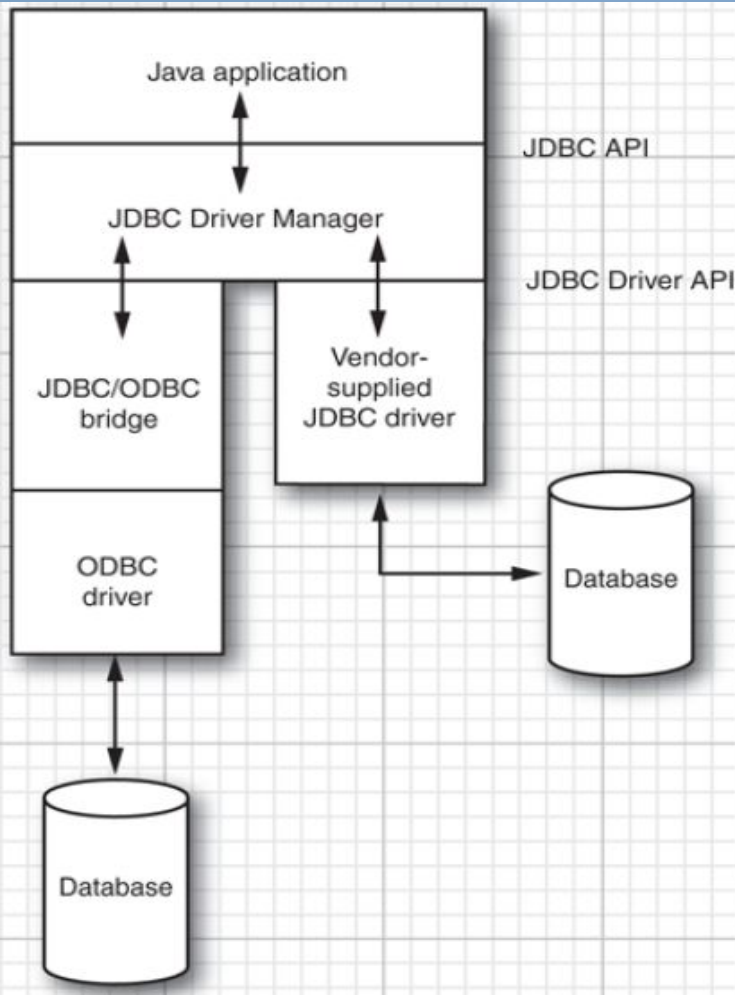 Java application
JDBC API
JDBC Driver Manager
JDBC Driver API
JDBC/ODBC
bridge
Vendor-
supplied
JDBC driver
ODBC
driver
Database
Database